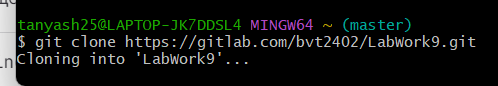 tanyash25@LAPTOP-JK7DDSL4 MINGW64 ~ (master)
$ git clone https://gitlab.com/bvt2402/LabWork9.git
Cloning into 'LabWork9'...